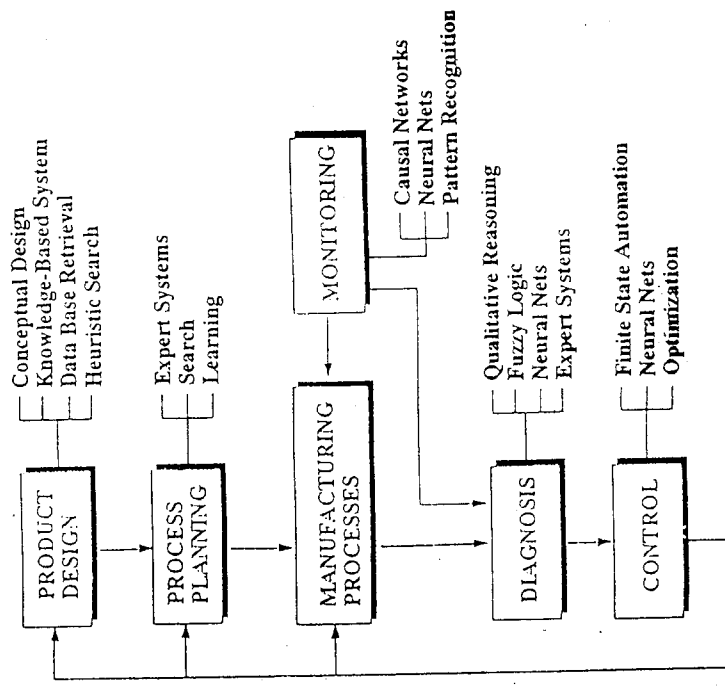 PRODUCT
DESIGN
Conceptual Design
Knowledge-Based System
Data Base Retrieval
Heuristic Search
PROCESS
PLANNING
Expert Systems
Search
Learning
MANUFACTURING
PROCESSES
MONITORING
Causal Networks
Neural Nets
Pattern Recognition
DIAGNOSIS
Qualitative Reasoning
Fuzzy Logic
Neural Nets
Expert Systems
CONTROL
Finite State Automation
Neural Nets
Optimization